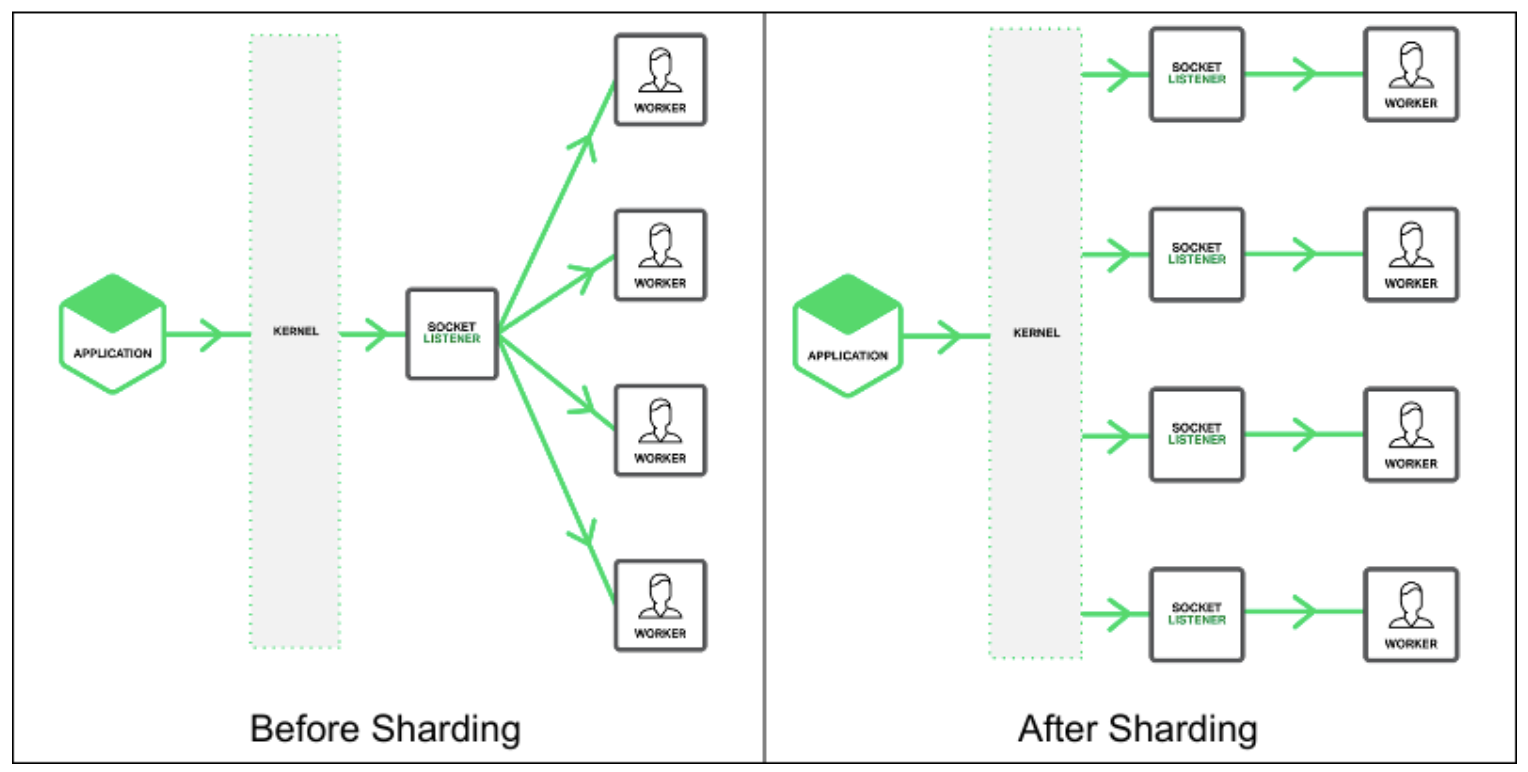 WORKER
WORKER
APPLICATION
KERNEL
SOCKET
LISTENER
WORKER
WORKER
Before Sharding
SOCKET
LISTENER
WORKER
SOCKET
LISTENER
WORKER
APPLICATION
KERNEL
SOCKET
LISTENER
WORKER
SOCKET
LISTENER
WORKER
After Sharding